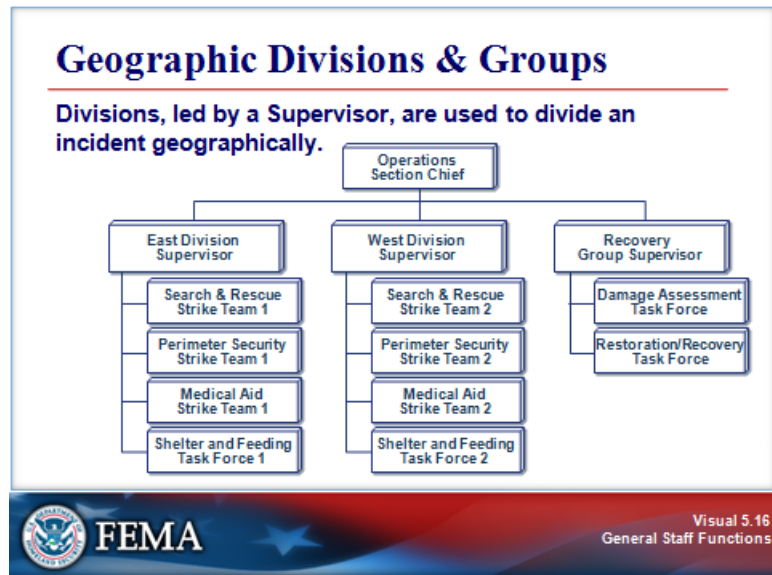 Geographic Divisions & Groups
Divisions, led by a Supervisor, are used to divide an
incident geographically.
Operations
Section Chief
East Division
Supervisor
West Division
Supervisor
Recovery
Group Supervisor
Search & Rescue
Strike Team 1
Perimeter Security
Strike Team 1
Medical Aid
Strike Team 1
Shelter and Feeding
Task Force 1
Search & Rescue
Strike Team 2
Perimeter Security
Strike Team 2
Medical Aid
Strike Team 2
Shelter and Feeding
Task Force 2
Damage Assessment
Task Force
Restoration/Recovery
Task Force
FEMA
Visual 5.16
General Staff Functions